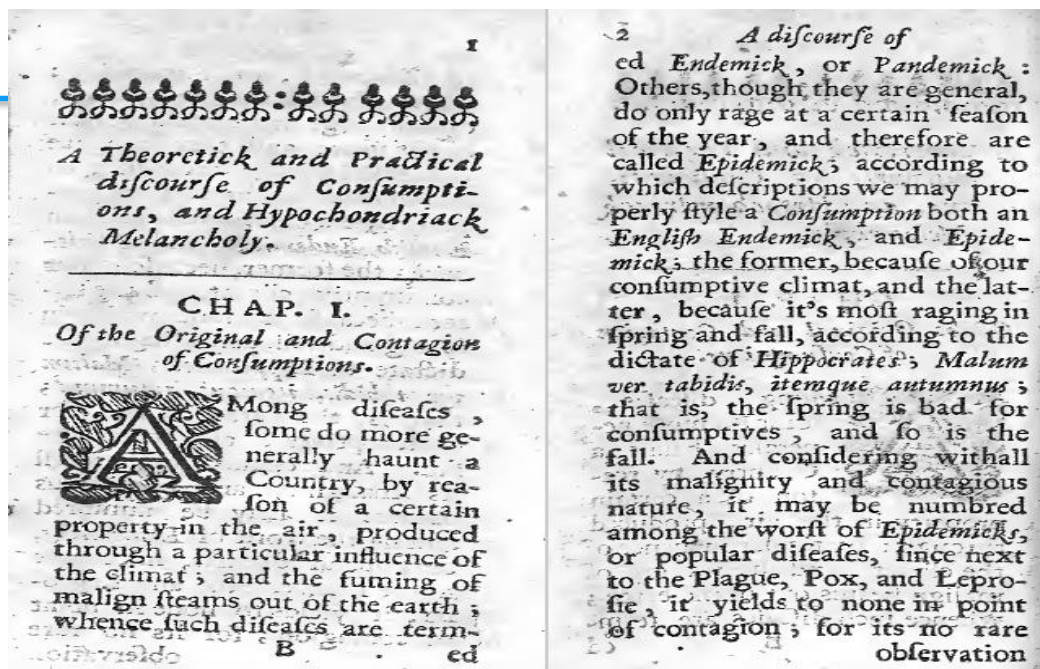 1
A Theoretick and Practical
diſcourſe of Conſumpti-
ons, and Hypochondriack
Melancholy.
CHAP. I.
Of the Original and Contagion
of Conſumptions.
AMong diſeaſes,
ſome do more ge-
nerally haunt a
Country, by rea-
ſon of a certain
property in the air, produced
through a particular influence of
the climat; and the fuming of
malign ſteams out of the earth;
whence ſuch diſeaſes are term-
B ed
2 A diſcourſe of
ed Endemick, or Pandemick:
Others, though they are general,
do only rage at a certain ſeaſon
of the year, and therefore are
called Epidemick; according to
which deſcriptions we may pro-
perly ſtyle a Conſumption both an
Engliſh Endemick, and Epide-
mick; the former, becauſe of our
conſumptive climat, and the lat-
ter, becauſe it's moſt raging in
ſpring and fall, according to the
dictate of Hippocrates; Malum
ver tabidis, itemque autumnus;
that is, the ſpring is bad for
conſumptives, and ſo is the
fall. And conſidering withall
its malignity and contagious
nature, it may be numbred
among the worſt of Epidemicks,
or popular diſeaſes, ſince next
to the Plague, Pox, and Lepro-
ſie, it yields to none in point
of contagion; for its no rare
obſervation